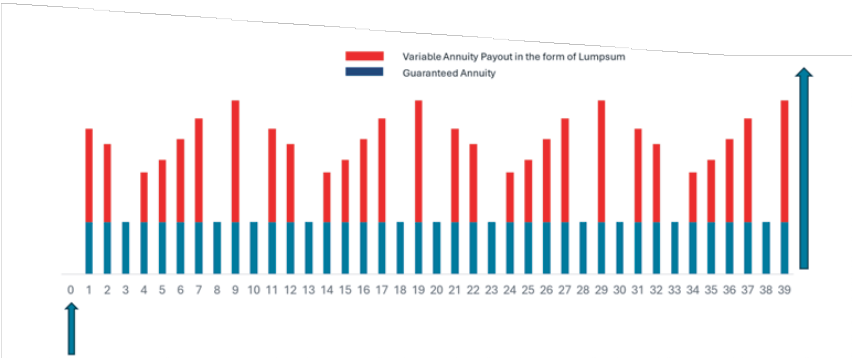 Variable Annuity Payout in the form of Lumpsum
Guaranteed Annuity
0 1 2 3 4 5 6 7 8 9 10 11 12 13 14 15 16 17 18 19 20 21 22 23 24 25 26 27 28 29 30 31 32 33 34 35 36 37 38 39